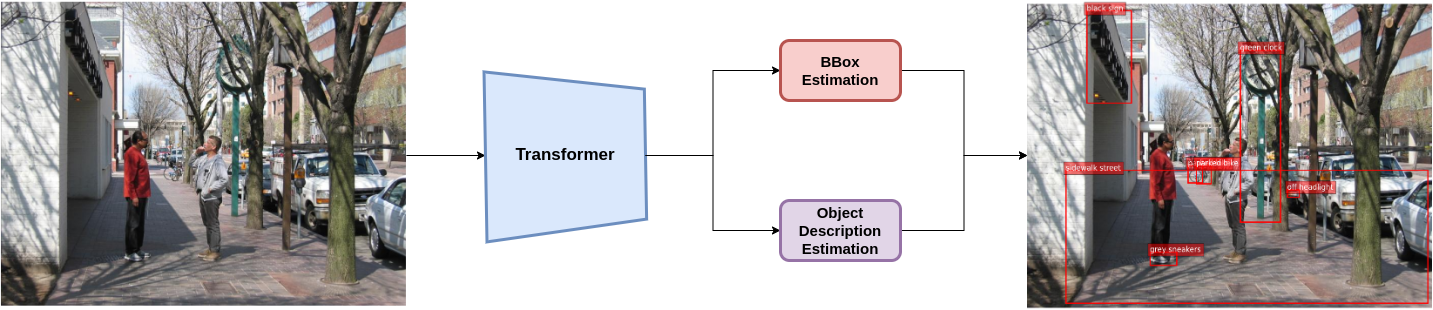 Transformer
BBox
Estimation
Object
Description
Estimation
black sign
green clock
parked bike
sidewalk street
off headlight
grey sneakers